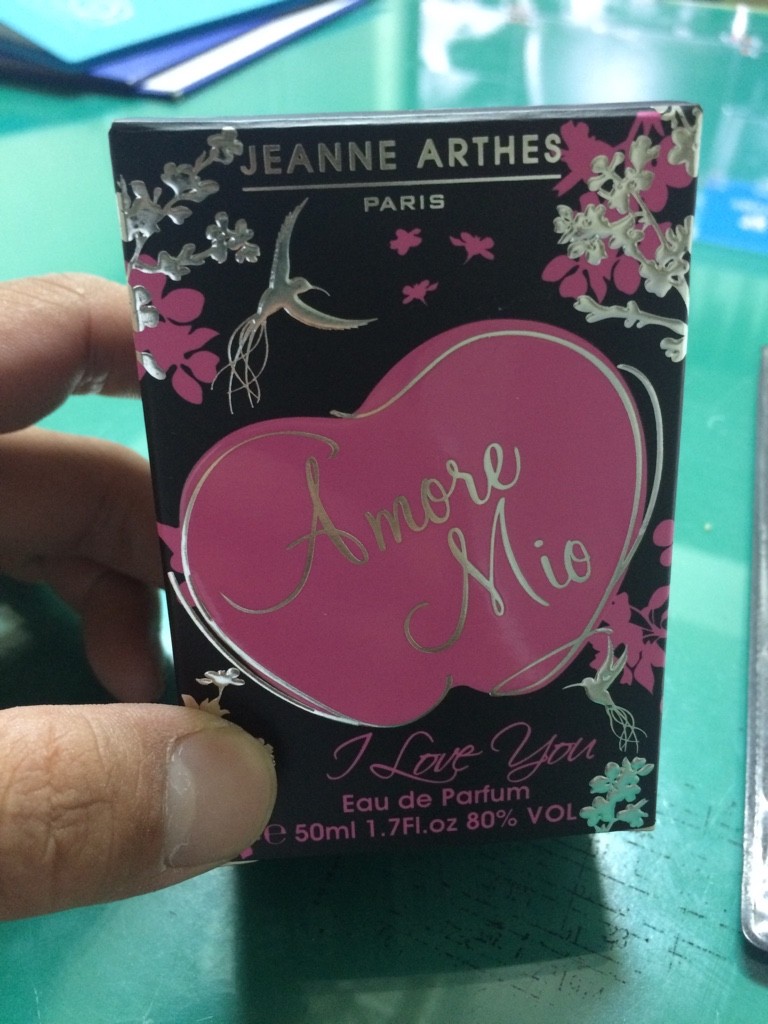 JEANNE ARTHES
PARIS
Amore
Mio
I Love You
Eau de Parfum
℮ 50ml 1.7Fl.oz 80% VOL